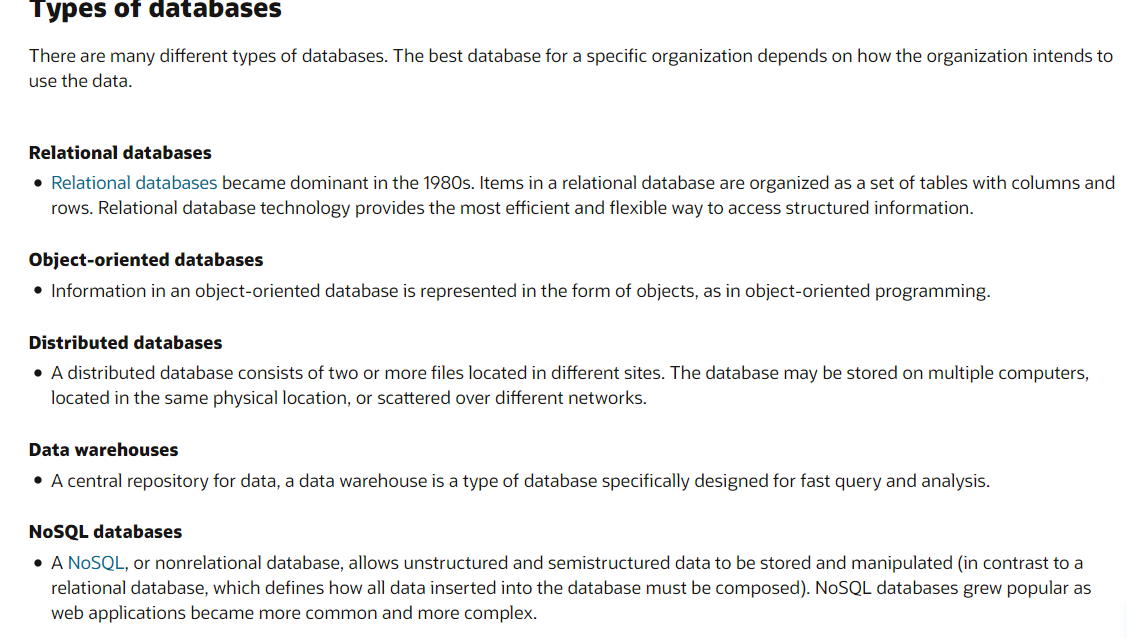 Types of databases
There are many different types of databases. The best database for a specific organization depends on how the organization intends to
use the data.
Relational databases
• Relational databases became dominant in the 1980s. Items in a relational database are organized as a set of tables with columns and
rows. Relational database technology provides the most efficient and flexible way to access structured information.
Object-oriented databases
• Information in an object-oriented database is represented in the form of objects, as in object-oriented programming.
Distributed databases
• A distributed database consists of two or more files located in different sites. The database may be stored on multiple computers,
located in the same physical location, or scattered over different networks.
Data warehouses
• A central repository for data, a data warehouse is a type of database specifically designed for fast query and analysis.
NoSQL databases
• A NoSQL, or nonrelational database, allows unstructured and semistructured data to be stored and manipulated (in contrast to a
relational database, which defines how all data inserted into the database must be composed). NoSQL databases grew popular as
web applications became more common and more complex.